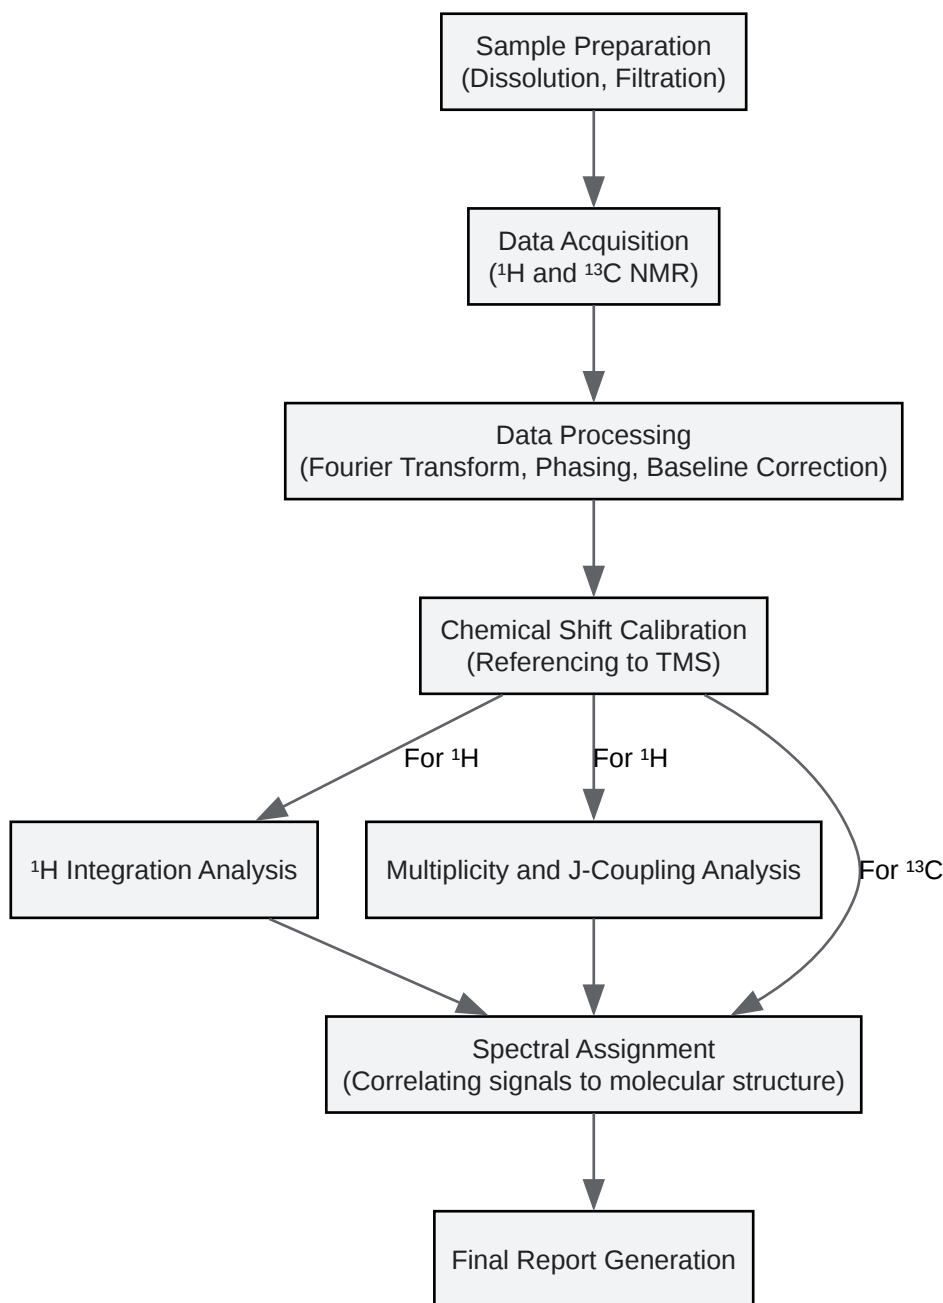 Sample Preparation
(Dissolution, Filtration)
Data Acquisition
(¹H and ¹³C NMR)
Data Processing
(Fourier Transform, Phasing, Baseline Correction)
Chemical Shift Calibration
(Referencing to TMS)
For ¹H
For ¹H
¹H Integration Analysis
Multiplicity and J-Coupling Analysis
For ¹³C
Spectral Assignment
(Correlating signals to molecular structure)
Final Report Generation